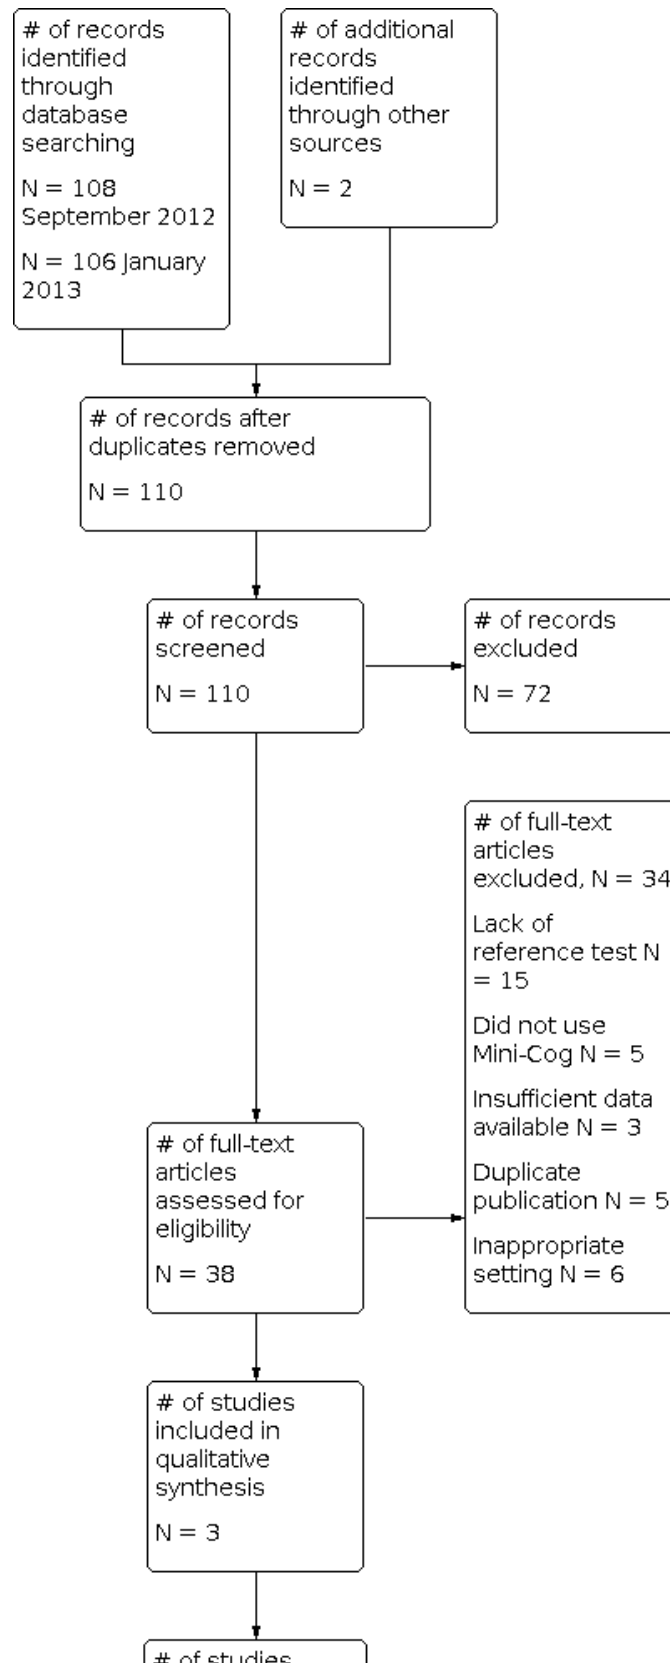 # of records
identified
through
database
searching
N = 108
September 2012
N = 106 January
2013
# of additional
records
identified
through other
sources
N = 2
# of records after
duplicates removed
N = 110
# of records
screened
N = 110
# of records
excluded
N = 72
# of full-text
articles
excluded, N = 34
Lack of
reference test N
= 15
Did not use
Mini-Cog N = 5
Insufficient data
available N = 3
Duplicate
publication N = 5
Inappropriate
setting N = 6
# of full-text
articles
assessed for
eligibility
N = 38
# of studies
included in
qualitative
synthesis
N = 3
# of studies